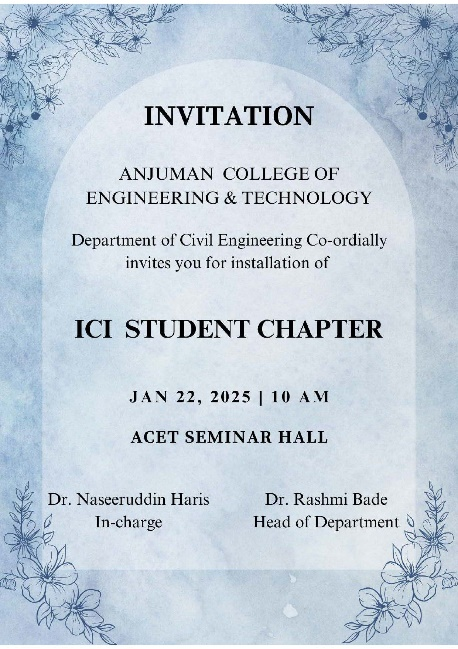 INVITATION
ANJUMAN COLLEGE OF
ENGINEERING & TECHNOLOGY
Department of Civil Engineering Co-ordially
invites you for installation of
ICI STUDENT CHAPTER
JAN 22, 2025 | 10 AM
ACET SEMINAR HALL
Dr. Naseeruddin Haris Dr. Rashmi Bade
In-charge Head of Department